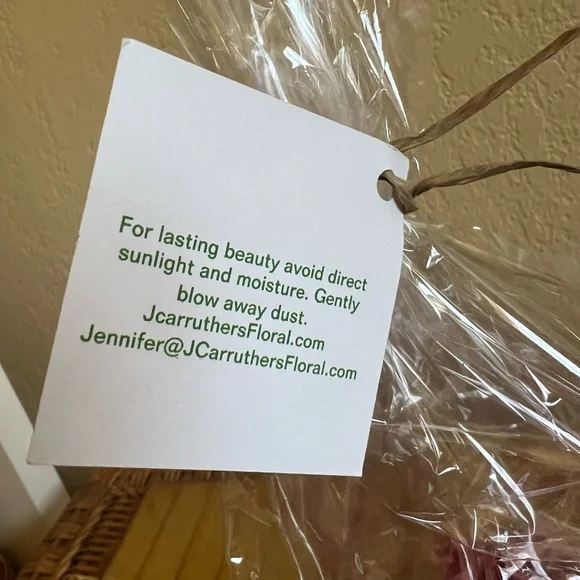 For lasting beauty avoid direct
sunlight and moisture. Gently
blow away dust.
JcarruthersFloral.com
Jennifer@JCarruthersFloral.com